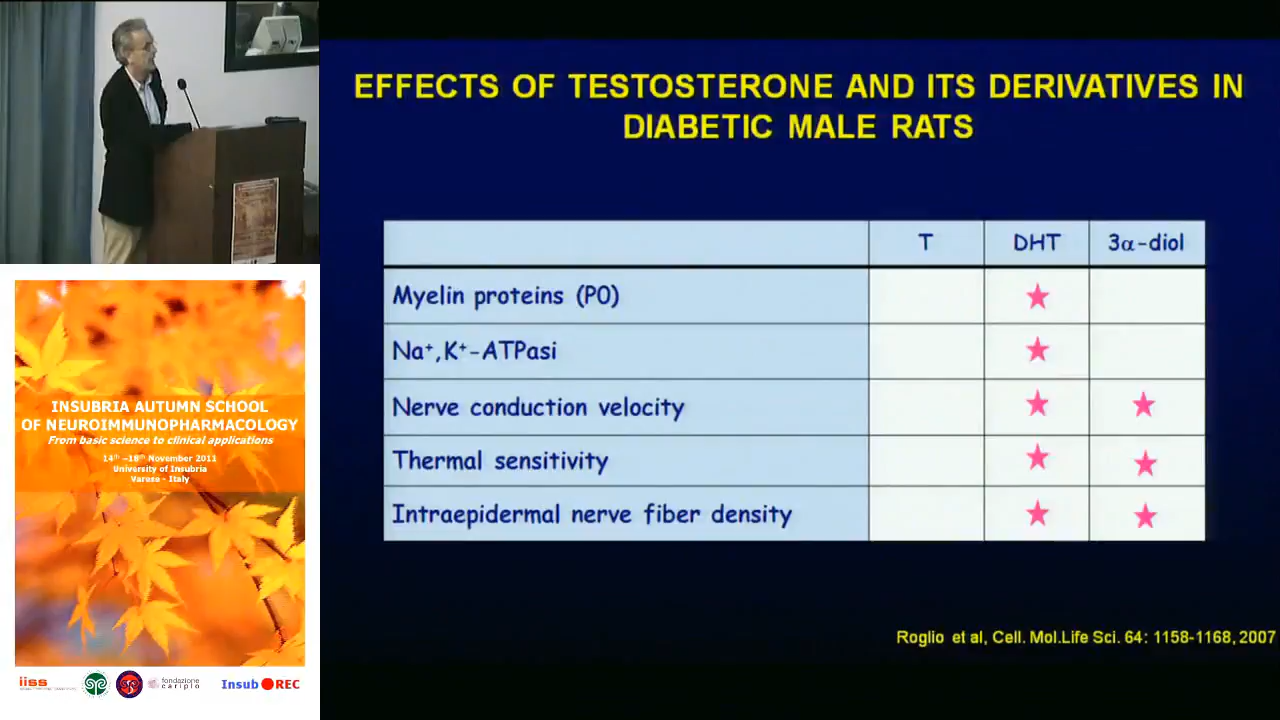 EFFECTS OF TESTOSTERONE AND ITS DERIVATIVES IN
DIABETIC MALE RATS
T DHT 3α-diol
Myelin proteins (P0)
Na⁺,K⁺-ATPasi
Nerve conduction velocity
Thermal sensitivity
Intraepidermal nerve fiber density
Roglio et al, Cell. Mol.Life Sci. 64: 1158-1168, 2007
INSUBRIA AUTUMN SCHOOL
OF NEUROIMMUNOPHARMACOLOGY
From basic science to clinical applications
14th -18th November 2011
University of Insubria
Varese - Italy
iiss
fondazione
cariplo
Insub REC